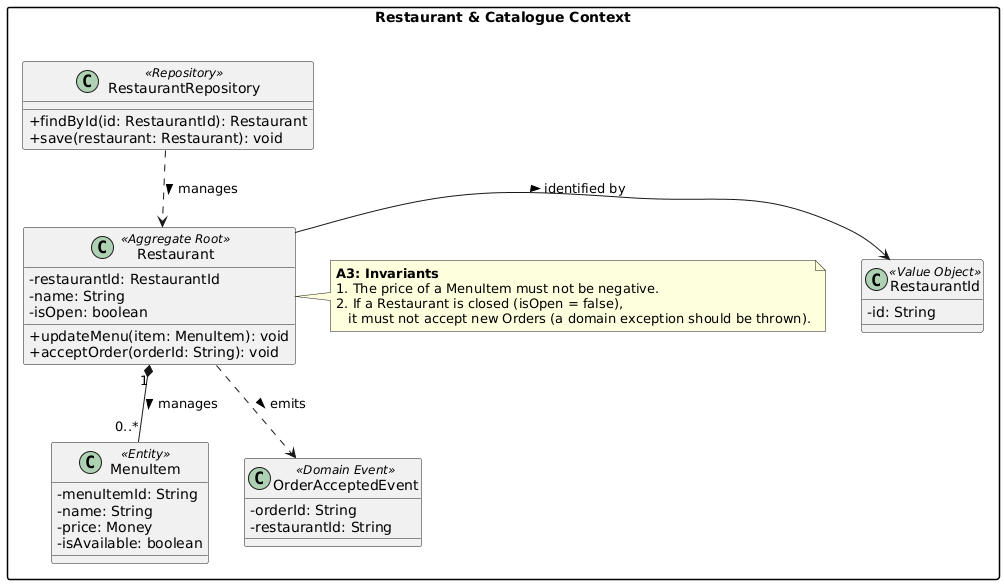 Restaurant & Catalogue Context
C
«Repository»
RestaurantRepository
+findById(id: RestaurantId): Restaurant
+save(restaurant: Restaurant): void
manages
identified by
C
«Aggregate Root»
Restaurant
-restaurantId: RestaurantId
-name: String
-isOpen: boolean
+updateMenu(item: MenuItem): void
+acceptOrder(orderId: String): void
A3: Invariants
1. The price of a MenuItem must not be negative.
2. If a Restaurant is closed (isOpen = false),
it must not accept new Orders (a domain exception should be thrown).
C
«Value Object»
RestaurantId
-id: String
1
manages
0..*
emits
C
«Entity»
MenuItem
-menuItemId: String
-name: String
-price: Money
-isAvailable: boolean
C
«Domain Event»
OrderAcceptedEvent
-orderId: String
-restaurantId: String